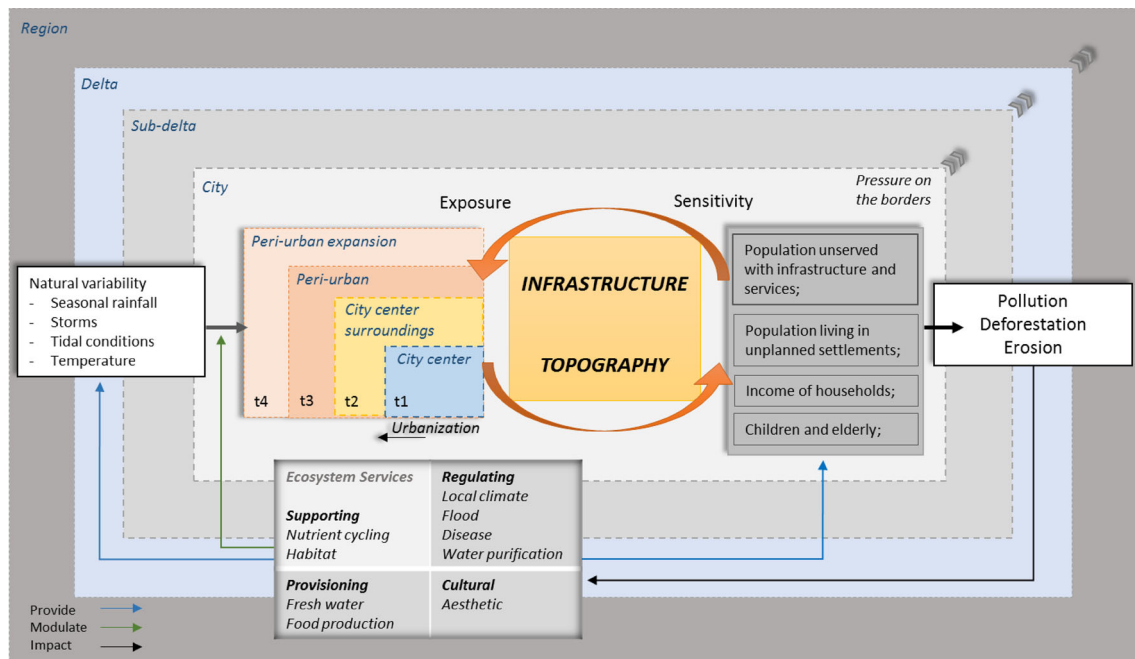 Region
Delta
Sub-delta
City
Pressure on
the borders
Exposure
Sensitivity
Peri-urban expansion
Peri-urban
City center
surroundings
City center
t4
t3
t2
t1
Urbanization
INFRASTRUCTURE
TOPOGRAPHY
Population unserved
with infrastructure and
services;
Population living in
unplanned settlements;
Income of households;
Children and elderly;
Natural variability
- Seasonal rainfall
- Storms
- Tidal conditions
- Temperature
Pollution
Deforestation
Erosion
Ecosystem Services
Supporting
Nutrient cycling
Habitat
Regulating
Local climate
Flood
Disease
Water purification
Provisioning
Fresh water
Food production
Cultural
Aesthetic
Provide
Modulate
Impact